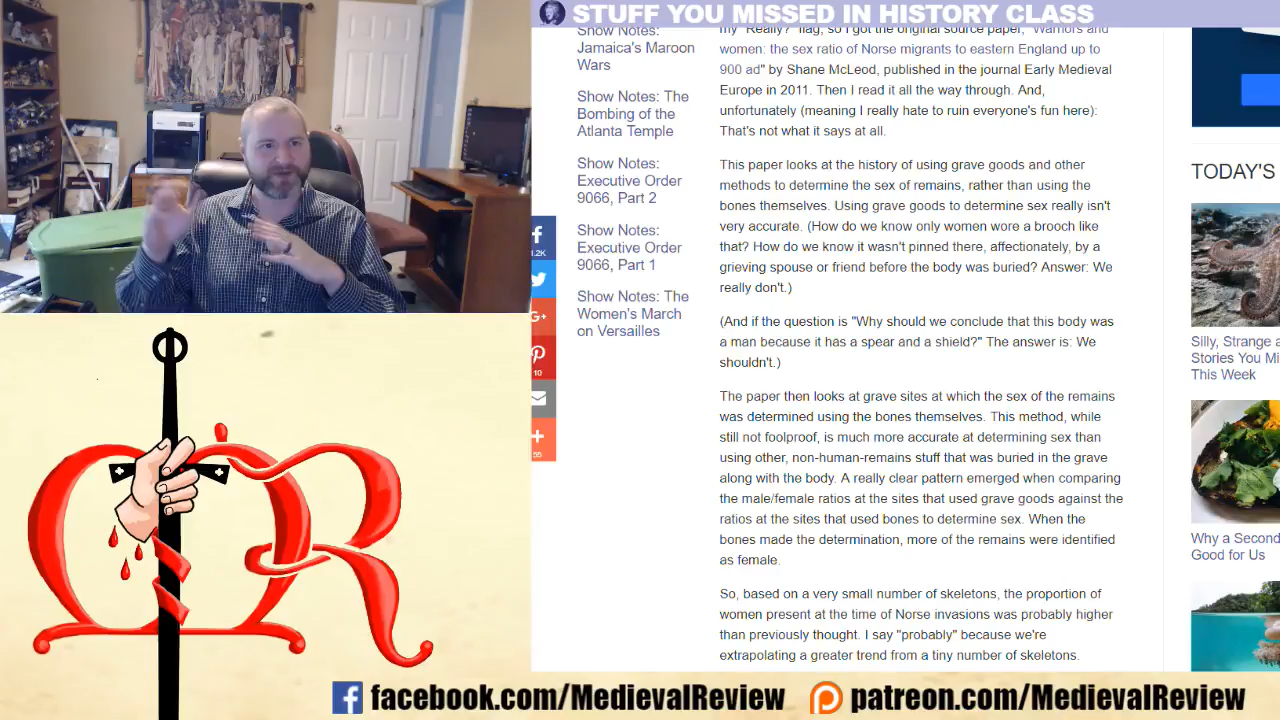 STUFF YOU MISSED IN HISTORY CLASS
Show Notes:
Jamaica's Maroon
Wars
Show Notes: The
Bombing of the
Atlanta Temple
Show Notes:
Executive Order
9066, Part 2
Show Notes:
Executive Order
9066, Part 1
Show Notes: The
Women's March
on Versailles
1.2K
G+
10
55
my "Really?" flag, so I got the original source paper, "Warriors and
women: the sex ratio of Norse migrants to eastern England up to
900 ad" by Shane McLeod, published in the journal Early Medieval
Europe in 2011. Then I read it all the way through. And,
unfortunately (meaning I really hate to ruin everyone's fun here):
That's not what it says at all.
This paper looks at the history of using grave goods and other
methods to determine the sex of remains, rather than using the
bones themselves. Using grave goods to determine sex really isn't
very accurate. (How do we know only women wore a brooch like
that? How do we know it wasn't pinned there, affectionately, by a
grieving spouse or friend before the body was buried? Answer: We
really don't.)
(And if the question is "Why should we conclude that this body was
a man because it has a spear and a shield?" The answer is: We
shouldn't.)
The paper then looks at grave sites at which the sex of the remains
was determined using the bones themselves. This method, while
still not foolproof, is much more accurate at determining sex than
using other, non-human-remains stuff that was buried in the grave
along with the body. A really clear pattern emerged when comparing
the male/female ratios at the sites that used grave goods against the
ratios at the sites that used bones to determine sex. When the
bones made the determination, more of the remains were identified
as female.
So, based on a very small number of skeletons, the proportion of
women present at the time of Norse invasions was probably higher
than previously thought. I say "probably" because we're
extrapolating a greater trend from a tiny number of skeletons.
TODAY'S
Silly, Strange a
Stories You Mi
This Week
Why a Second
Good for Us
MR
facebook.com/MedievalReview
patreon.com/MedievalReview